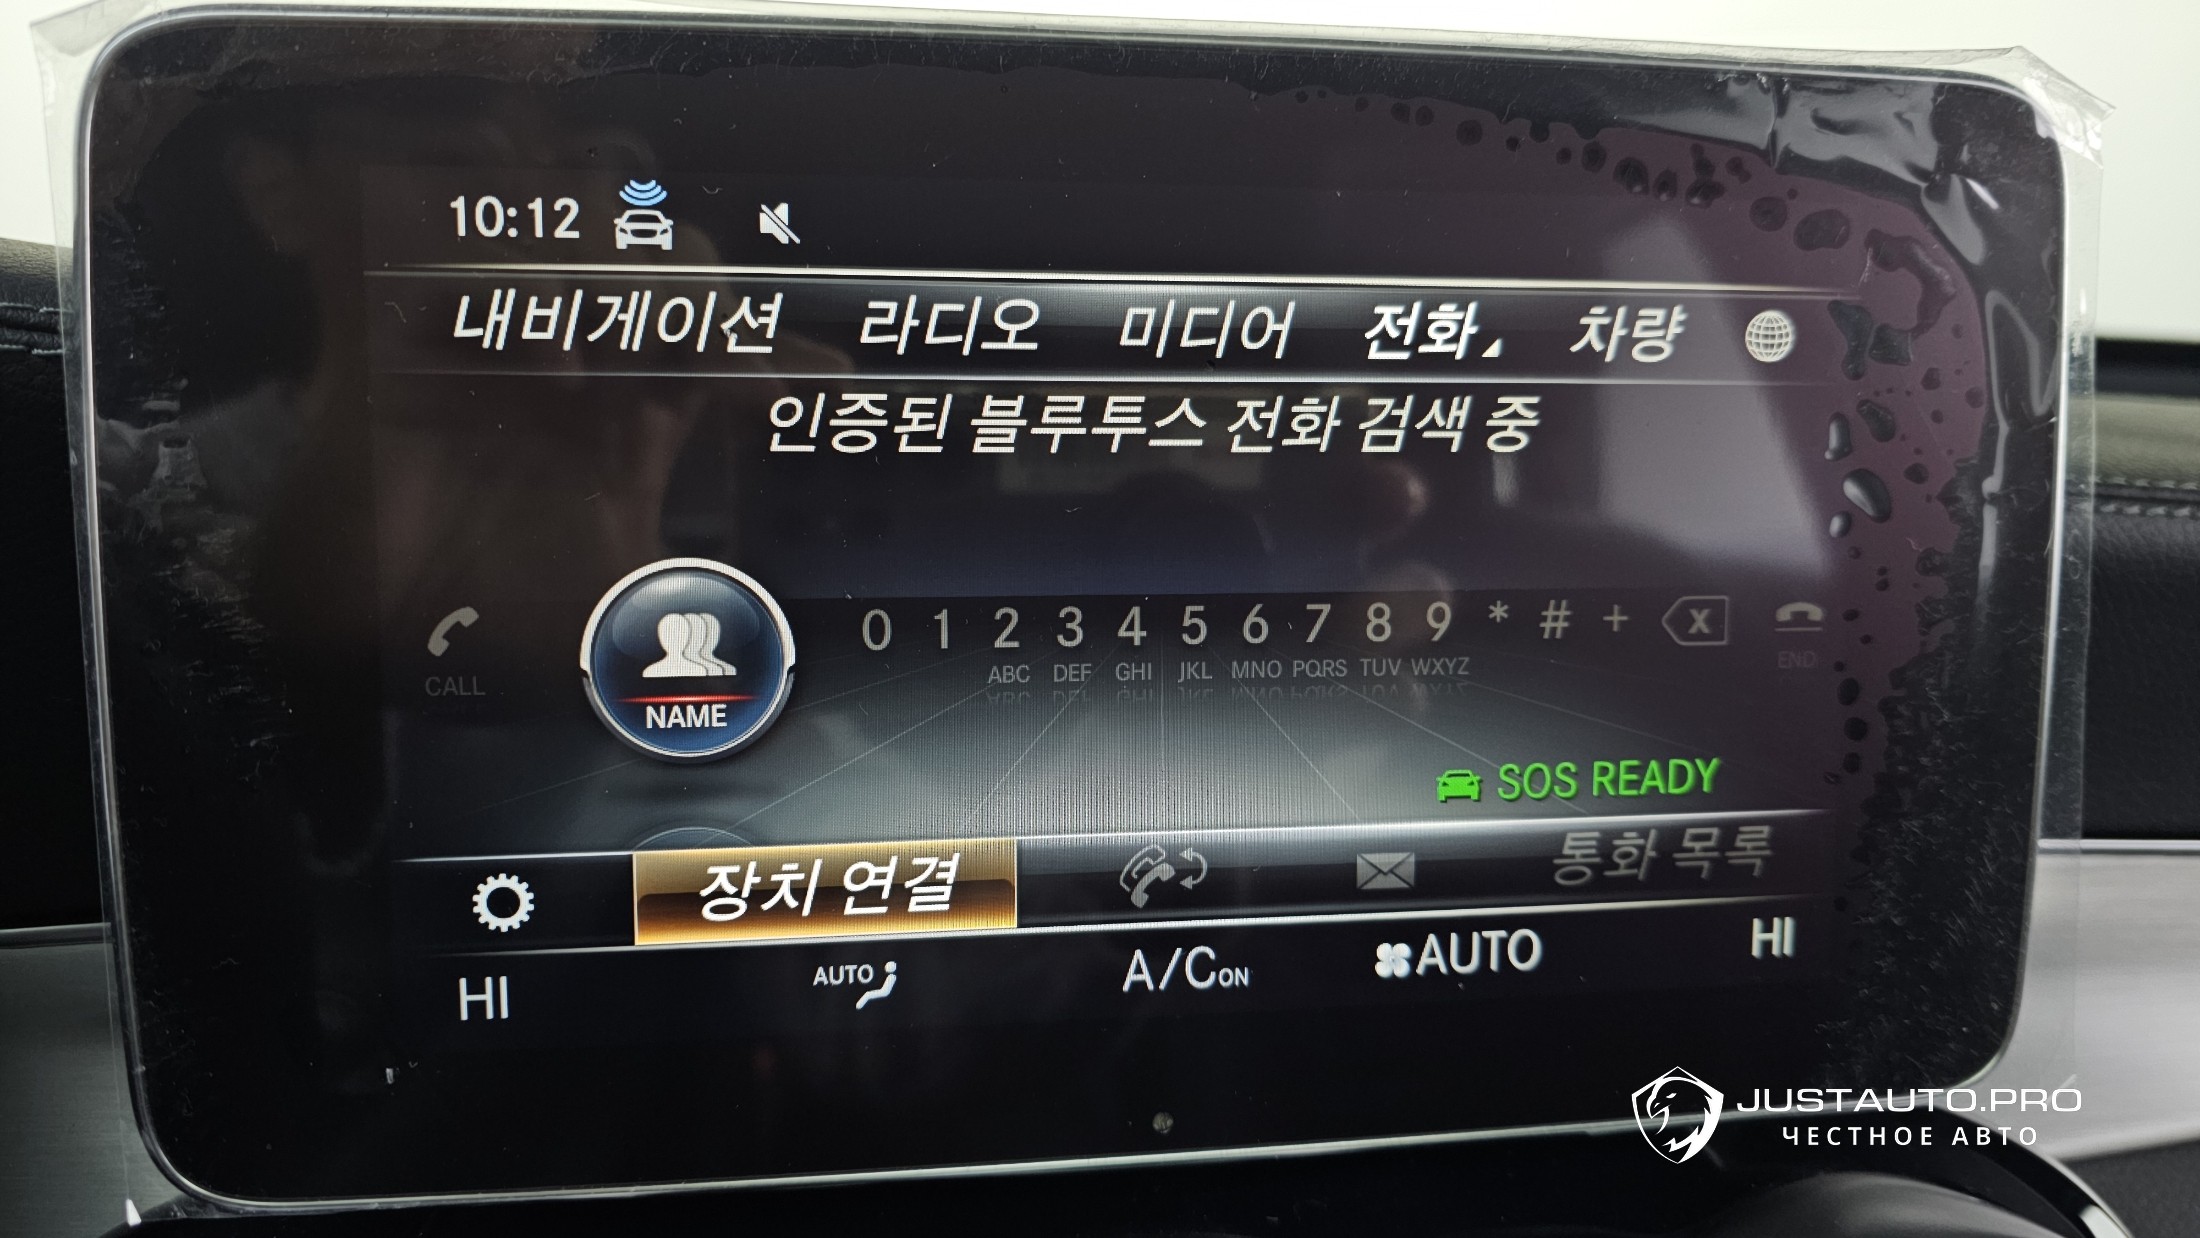 10:12
내비게이션 라디오 미디어 전화 차량
인증된 블루투스 전화 검색 중
0 1 2 3 4 5 6 7 8 9 * # + X
CALL ABC DEF GHI JKL MNO PQRS TUV WXYZ END
NAME
SOS READY
장치 연결 통화 목록
HI AUTO A/C ON AUTO HI
JUSTAUTO.PRO
ЧЕСТНОЕ АВТО